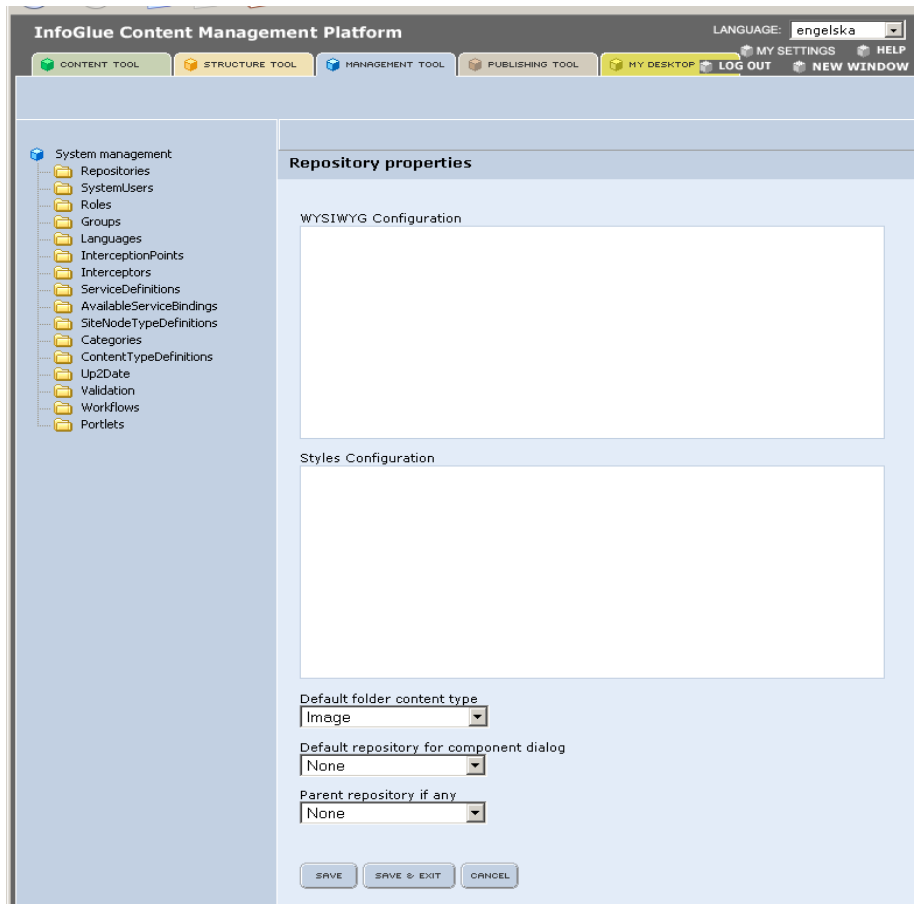 InfoGlue Content Management Platform
LANGUAGE: engelska
MY SETTINGS HELP
CONTENT TOOL STRUCTURE TOOL MANAGEMENT TOOL PUBLISHING TOOL MY DESKTOP LOG OUT NEW WINDOW
System management
Repositories
SystemUsers
Roles
Groups
Languages
InterceptionPoints
Interceptors
ServiceDefinitions
AvailableServiceBindings
SiteNodeTypeDefinitions
Categories
ContentTypeDefinitions
Up2Date
Validation
Workflows
Portlets
Repository properties
WYSIWYG Configuration
Styles Configuration
Default folder content type
Image
Default repository for component dialog
None
Parent repository if any
None
SAVE SAVE & EXIT CANCEL